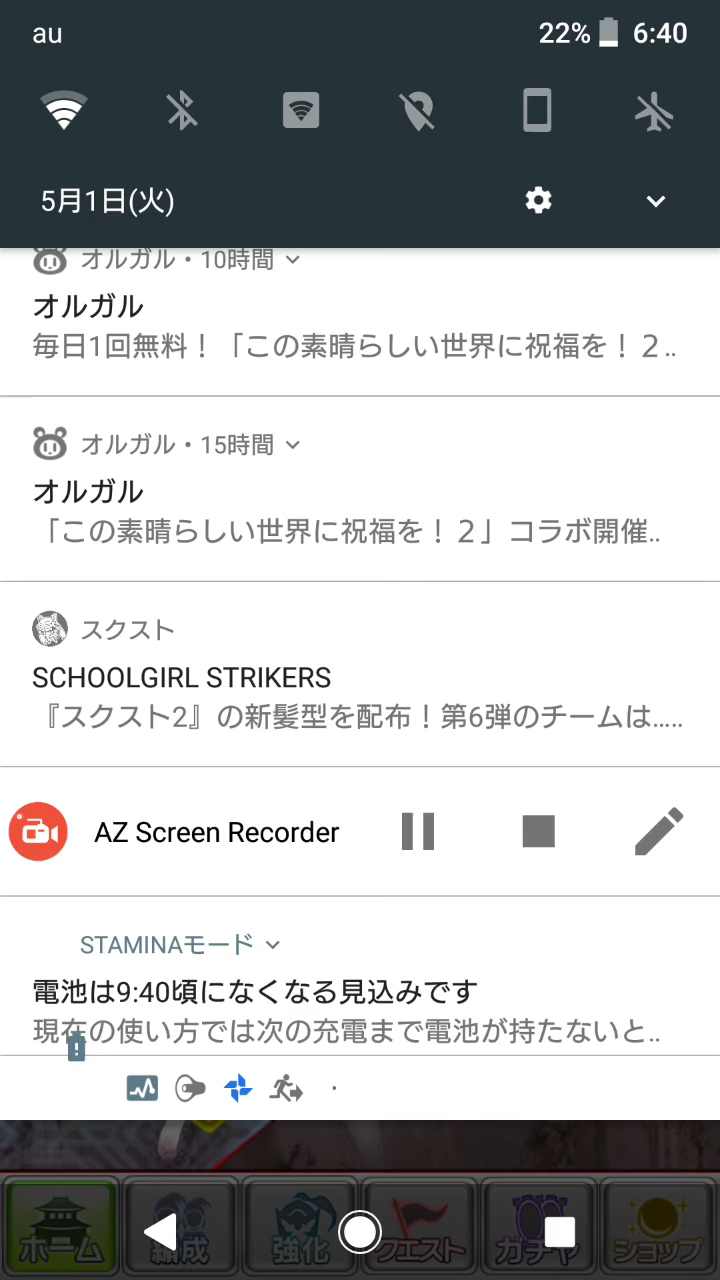 au 22% 6:40
5月1日(火)
オルガル・10時間
オルガル
毎日1回無料！「この素晴らしい世界に祝福を！２..
オルガル・15時間
オルガル
「この素晴らしい世界に祝福を！２」コラボ開催..
スクスト
SCHOOLGIRL STRIKERS
『スクスト2』の新髪型を配布！第6弾のチームは.....
AZ Screen Recorder
STAMINAモード
電池は9:40頃になくなる見込みです
現在の使い方では次の充電まで電池が持たないと..
ホーム 編成 強化 クエスト ガチャ ショップ